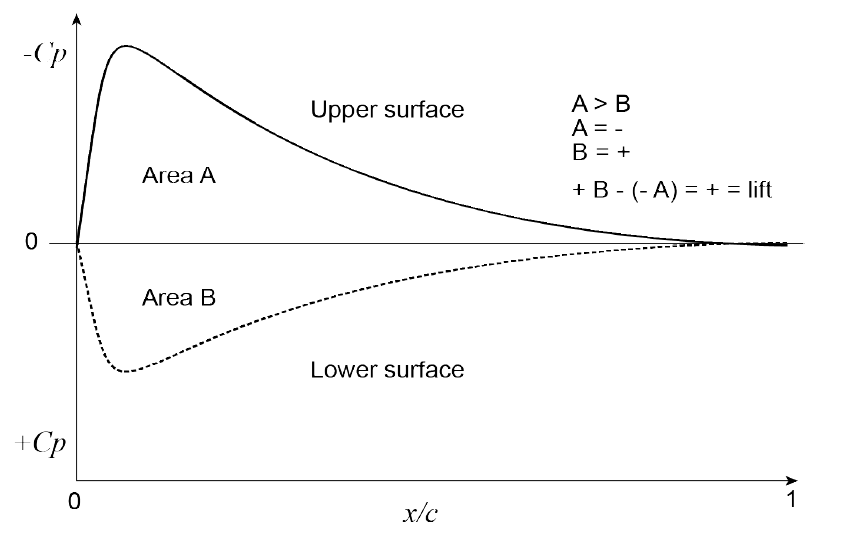 -Cp
Upper surface
A > B
A = -
B = +
Area A
+ B - (- A) = + = lift
0
Area B
Lower surface
+Cp
0
1
x/c